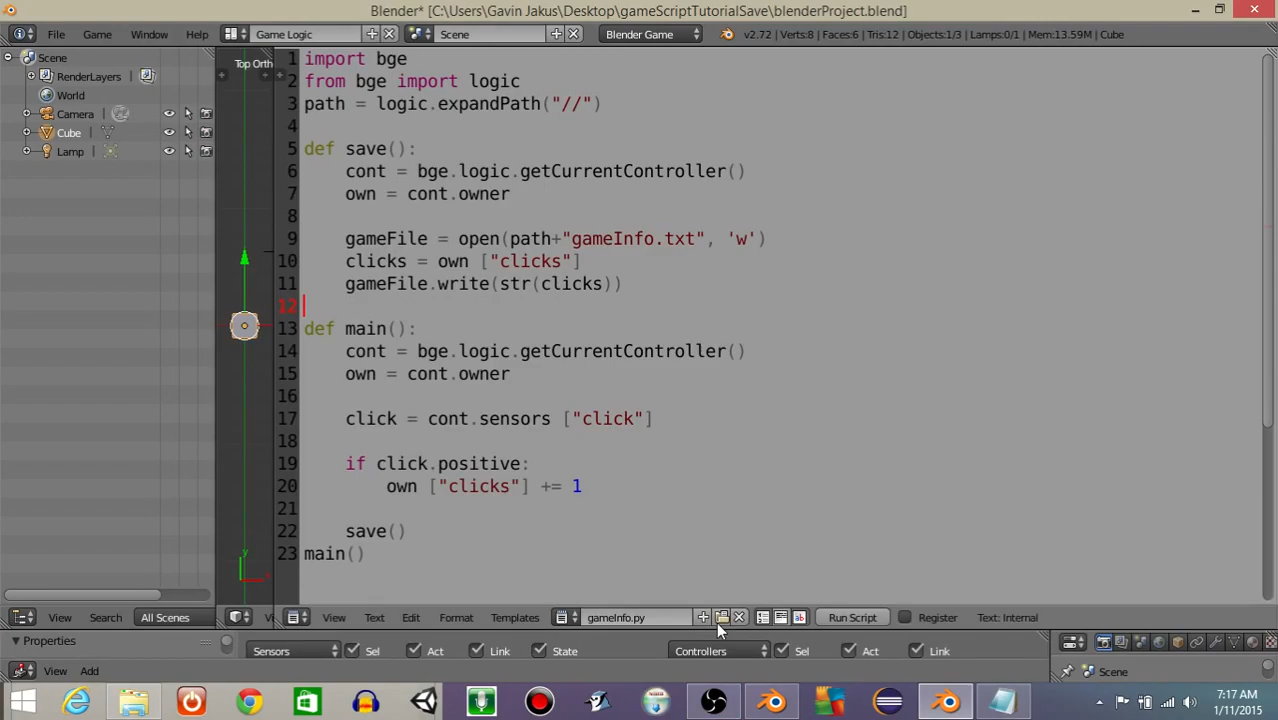 Blender* [C:\Users\Gavin Jakus\Desktop\gameScriptTutorialSave\blenderProject.blend]
File Game Window Help Game Logic Scene Blender Game v2.72 | Verts:8 | Faces:6 | Tris:12 | Objects:1/3 | Lamps:0/1 | Mem:13.59M | Cube
Scene
RenderLayers
World
Camera
Cube
Lamp
Top Orth
1 import bge
2 from bge import logic
3 path = logic.expandPath("//")
4
5 def save():
6 cont = bge.logic.getCurrentController()
7 own = cont.owner
8
9 gameFile = open(path+"gameInfo.txt", 'w')
10 clicks = own ["clicks"]
11 gameFile.write(str(clicks))
12
13 def main():
14 cont = bge.logic.getCurrentController()
15 own = cont.owner
16
17 click = cont.sensors ["click"]
18
19 if click.positive:
20 own ["clicks"] += 1
21
22 save()
23 main()
y
View Search All Scenes View Text Edit Format Templates gameInfo.py Run Script Register Text: Internal
Properties
Sensors Sel Act Link State Controllers Sel Act Link
View Add Scene
7:17 AM
1/11/2015